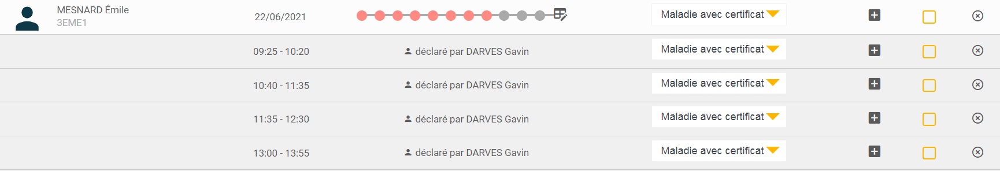 MESNARD Émile
3EME1
22/06/2021
Maladie avec certificat
09:25 - 10:20
déclaré par DARVES Gavin
Maladie avec certificat
10:40 - 11:35
déclaré par DARVES Gavin
Maladie avec certificat
11:35 - 12:30
déclaré par DARVES Gavin
Maladie avec certificat
13:00 - 13:55
déclaré par DARVES Gavin
Maladie avec certificat